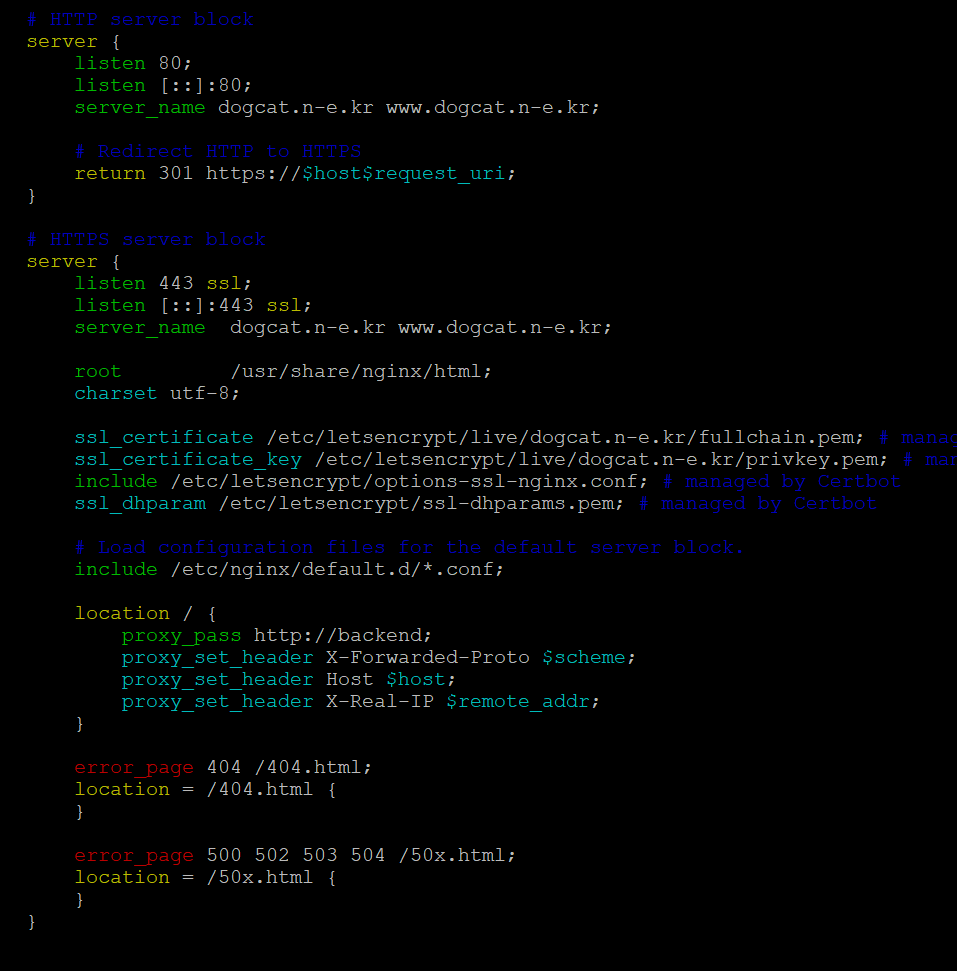 # HTTP server block
server {
    listen 80;
    listen [::]:80;
    server_name dogcat.n-e.kr www.dogcat.n-e.kr;

    # Redirect HTTP to HTTPS
    return 301 https://$host$request_uri;
}

# HTTPS server block
server {
    listen 443 ssl;
    listen [::]:443 ssl;
    server_name  dogcat.n-e.kr www.dogcat.n-e.kr;

    root         /usr/share/nginx/html;
    charset utf-8;

    ssl_certificate /etc/letsencrypt/live/dogcat.n-e.kr/fullchain.pem; # manag
    ssl_certificate_key /etc/letsencrypt/live/dogcat.n-e.kr/privkey.pem; # man
    include /etc/letsencrypt/options-ssl-nginx.conf; # managed by Certbot
    ssl_dhparam /etc/letsencrypt/ssl-dhparams.pem; # managed by Certbot

    # Load configuration files for the default server block.
    include /etc/nginx/default.d/*.conf;

    location / {
        proxy_pass http://backend;
        proxy_set_header X-Forwarded-Proto $scheme;
        proxy_set_header Host $host;
        proxy_set_header X-Real-IP $remote_addr;
    }

    error_page 404 /404.html;
    location = /404.html {
    }

    error_page 500 502 503 504 /50x.html;
    location = /50x.html {
    }
}